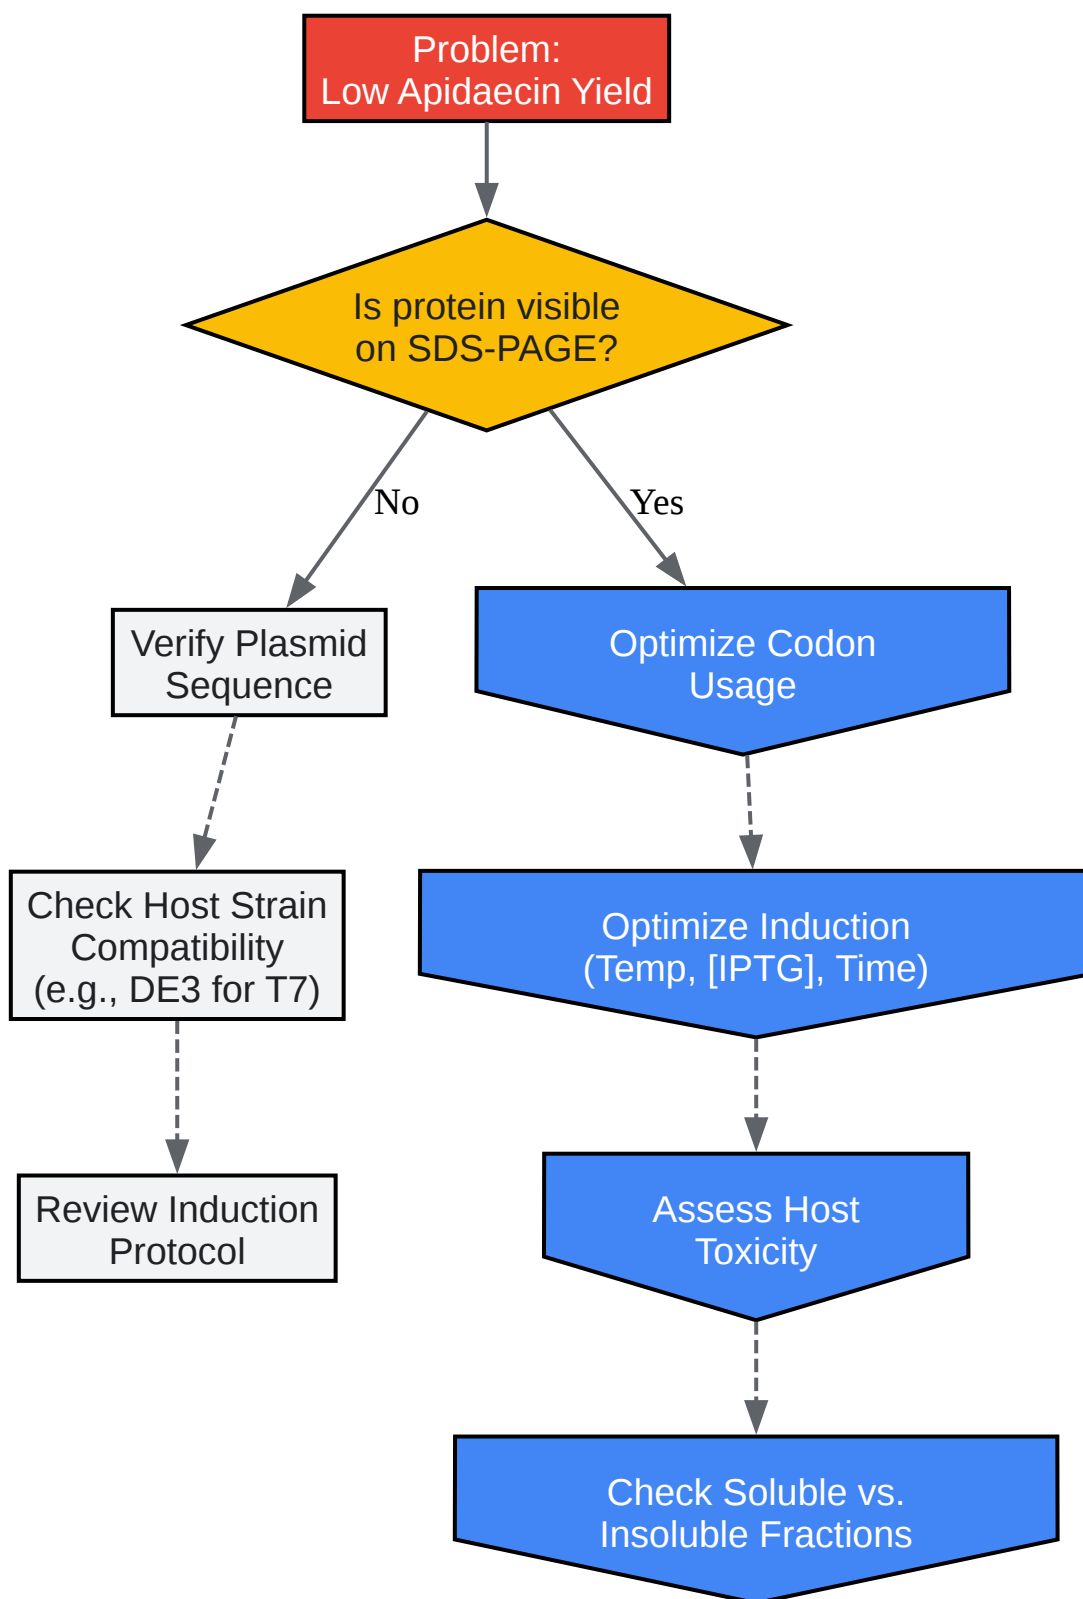 Problem:
Low Apidaecin Yield
Is protein visible
on SDS-PAGE?
No
Yes
Verify Plasmid
Sequence
Optimize Codon
Usage
Check Host Strain
Compatibility
(e.g., DE3 for T7)
Optimize Induction
(Temp, [IPTG], Time)
Review Induction
Protocol
Assess Host
Toxicity
Check Soluble vs.
Insoluble Fractions